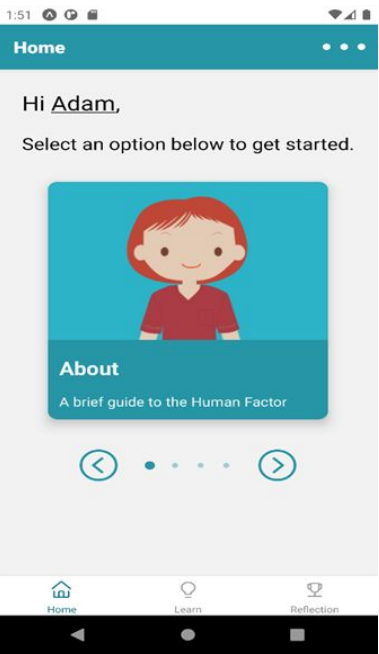 1:51
Home
Hi Adam,
Select an option below to get started.
About
A brief guide to the Human Factor
Home Learn Reflection